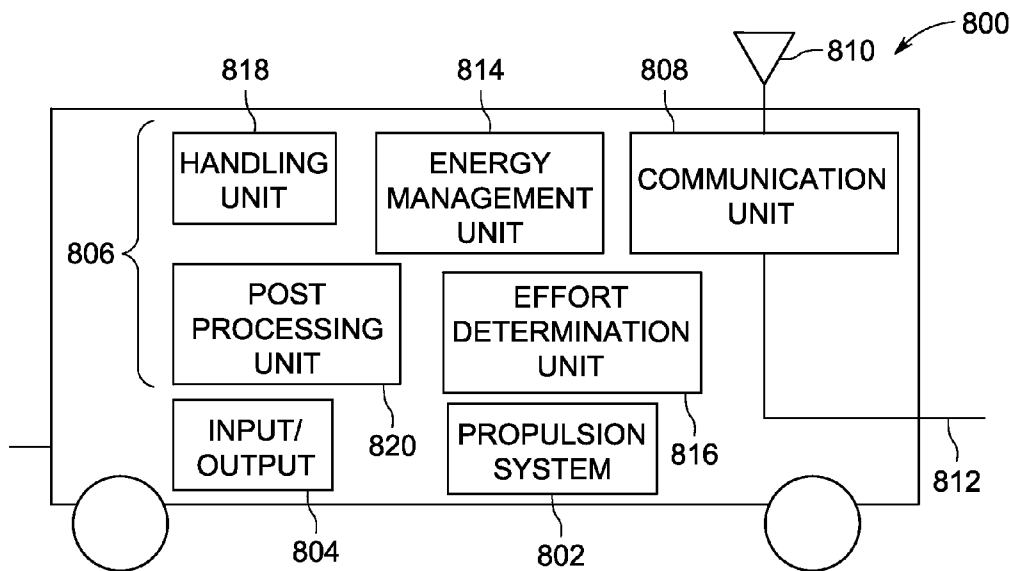 800
810
818
814
808
HANDLING
UNIT
ENERGY
MANAGEMENT
UNIT
COMMUNICATION
UNIT
806
POST
PROCESSING
UNIT
EFFORT
DETERMINATION
UNIT
INPUT/
OUTPUT
820
PROPULSION
SYSTEM
816
812
804
802